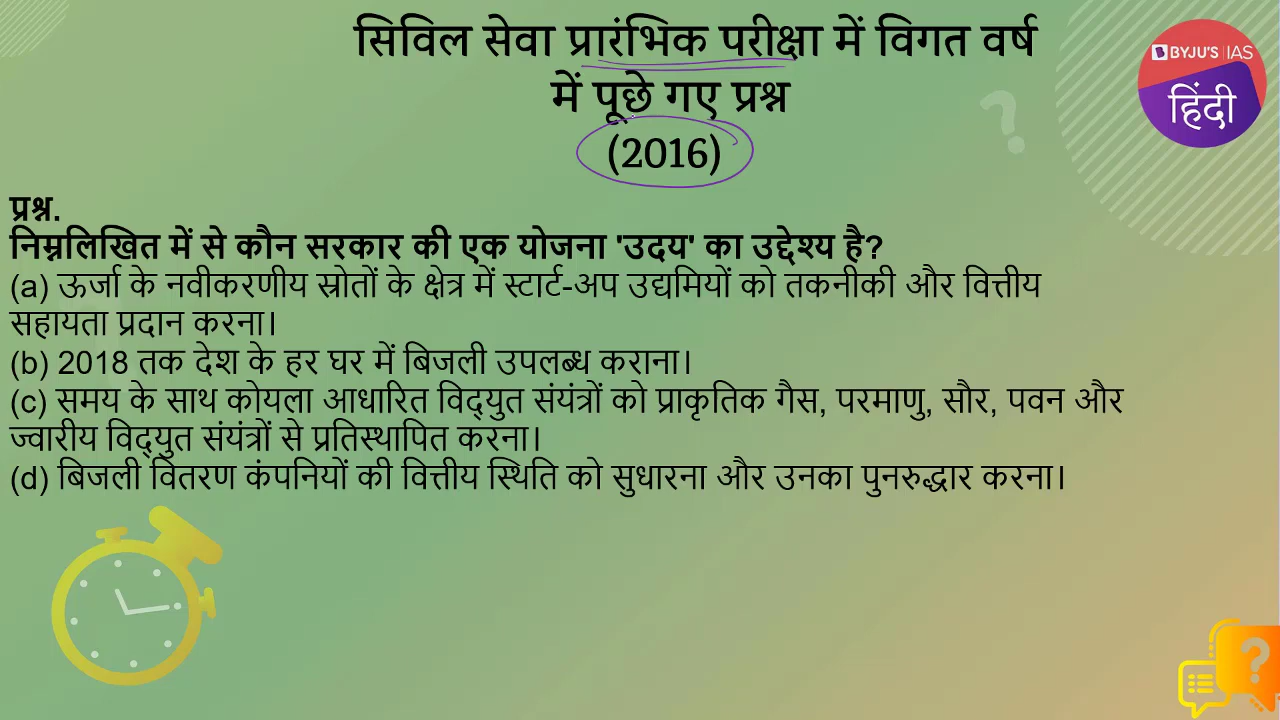 सिविल सेवा प्रारंभिक परीक्षा में विगत वर्ष
में पूछे गए प्रश्न
(2016)
BYJU'S IAS
हिंदी
प्रश्न.
निम्नलिखित में से कौन सरकार की एक योजना 'उदय' का उद्देश्य है?
(a) ऊर्जा के नवीकरणीय स्रोतों के क्षेत्र में स्टार्ट-अप उद्यमियों को तकनीकी और वित्तीय
सहायता प्रदान करना।
(b) 2018 तक देश के हर घर में बिजली उपलब्ध कराना।
(c) समय के साथ कोयला आधारित विद्युत संयंत्रों को प्राकृतिक गैस, परमाणु, सौर, पवन और
ज्वारीय विद्युत संयंत्रों से प्रतिस्थापित करना।
(d) बिजली वितरण कंपनियों की वित्तीय स्थिति को सुधारना और उनका पुनरुद्धार करना।